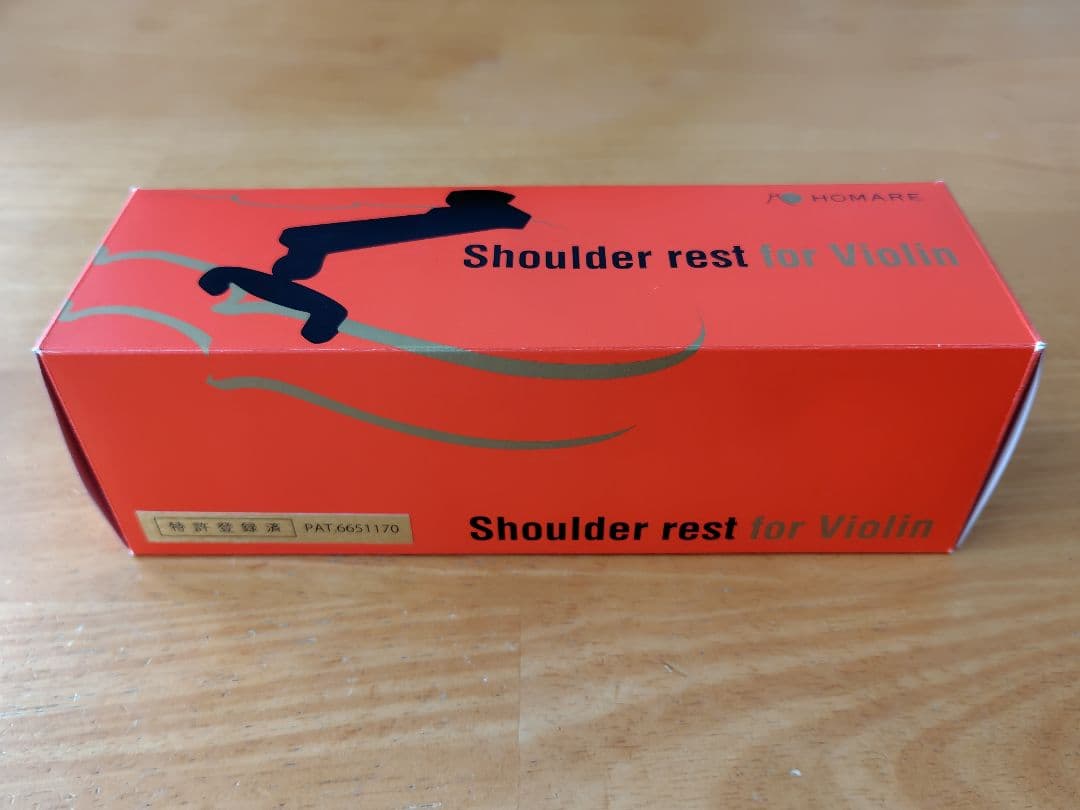 HOMARE
Shoulder rest for Violin
特許登録済 PAT.6651170
Shoulder rest for Violin